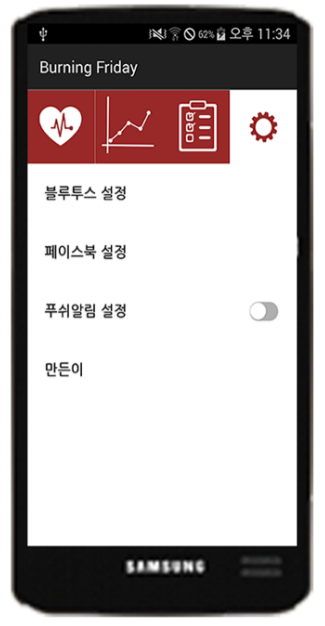 62% 오후 11:34
Burning Friday
블루투스 설정
페이스북 설정
푸쉬알림 설정
만든이
SAMSUNG